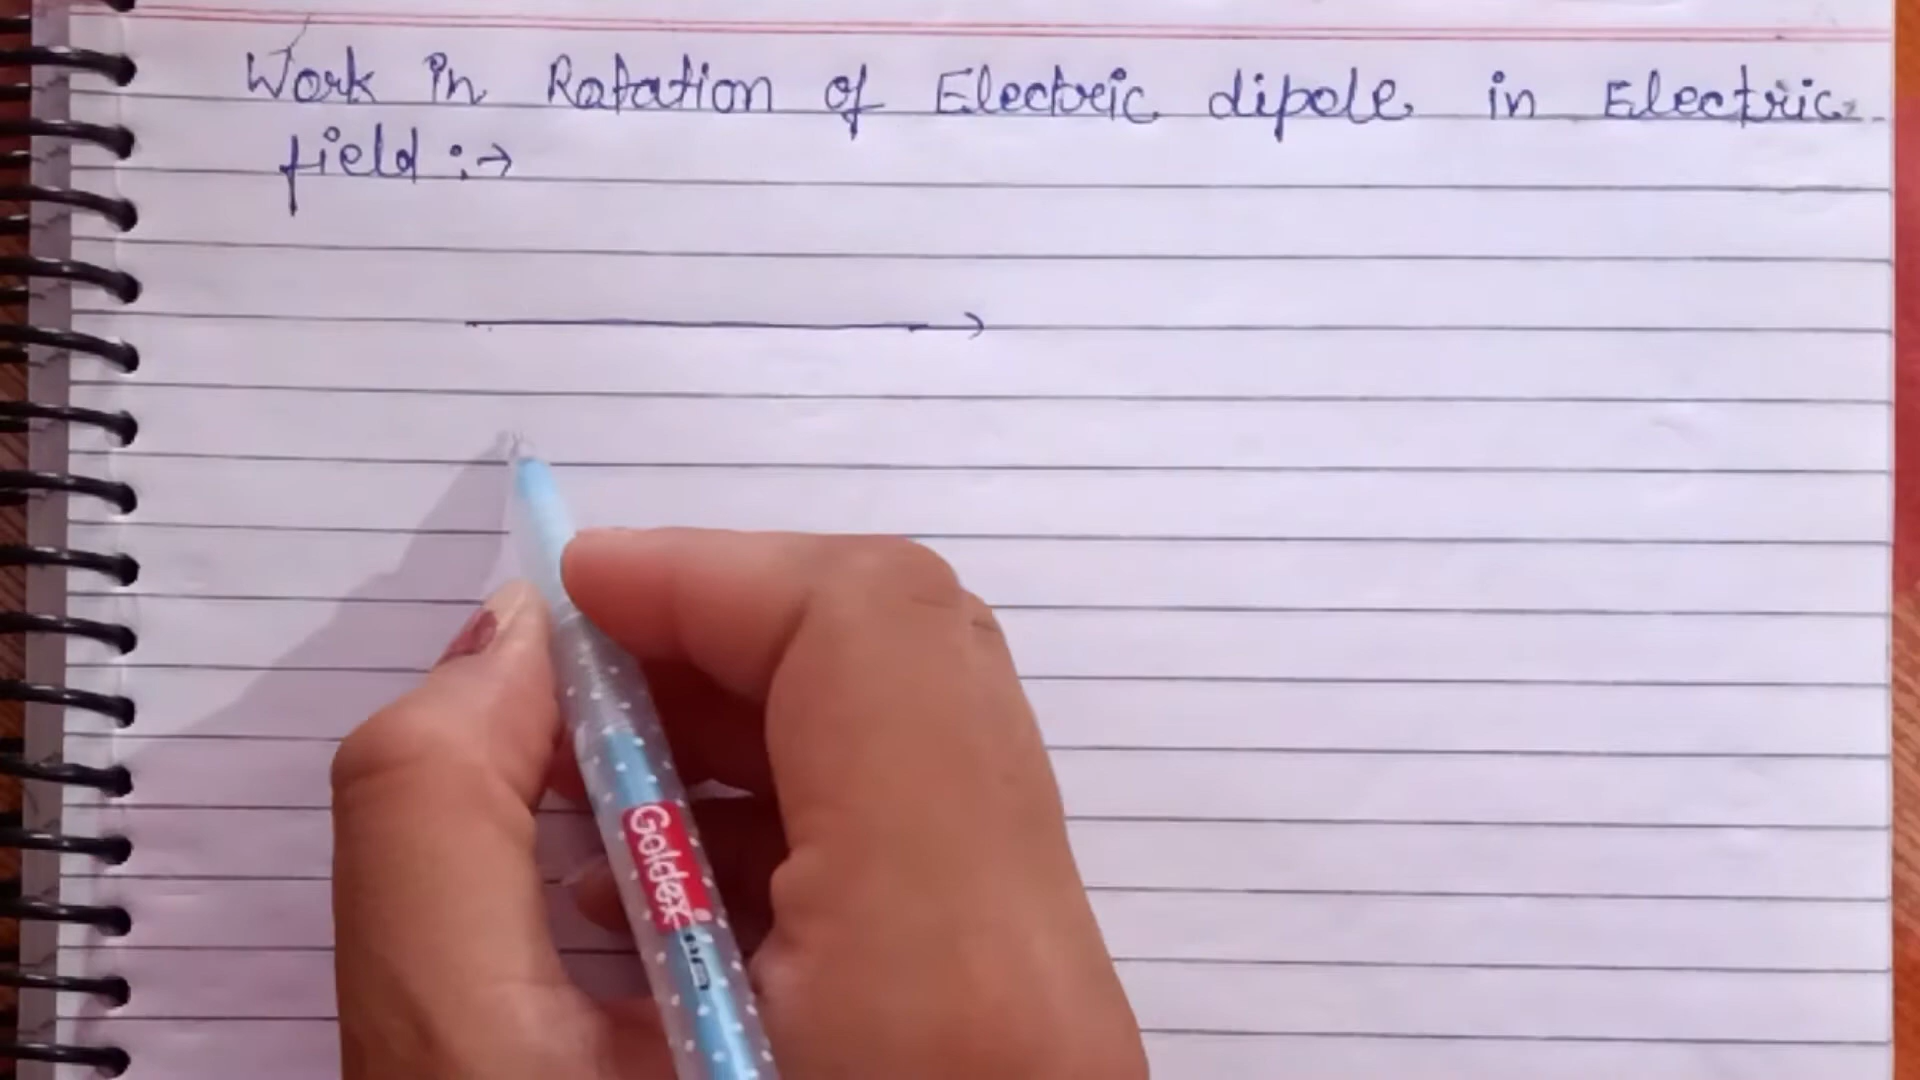 Work in Rotation of Electric dipole in Electric
field :→
Goldex